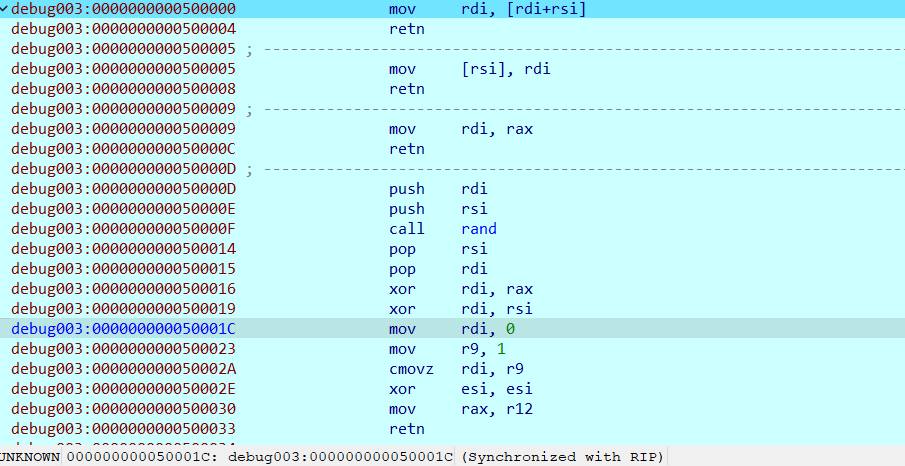 debug003:0000000000500000 mov rdi, [rdi+rsi]
debug003:0000000000500004 retn
debug003:0000000000500005 ; ---------------------------------------------------------------------------
debug003:0000000000500005 mov [rsi], rdi
debug003:0000000000500008 retn
debug003:0000000000500009 ; ---------------------------------------------------------------------------
debug003:0000000000500009 mov rdi, rax
debug003:000000000050000C retn
debug003:000000000050000D ; ---------------------------------------------------------------------------
debug003:000000000050000D push rdi
debug003:000000000050000E push rsi
debug003:000000000050000F call rand
debug003:0000000000500014 pop rsi
debug003:0000000000500015 pop rdi
debug003:0000000000500016 xor rdi, rax
debug003:0000000000500019 xor rdi, rsi
debug003:000000000050001C mov rdi, 0
debug003:0000000000500023 mov r9, 1
debug003:000000000050002A cmovz rdi, r9
debug003:000000000050002E xor esi, esi
debug003:0000000000500030 mov rax, r12
debug003:0000000000500033 retn
UNKNOWN 000000000050001C: debug003:000000000050001C (Synchronized with RIP)